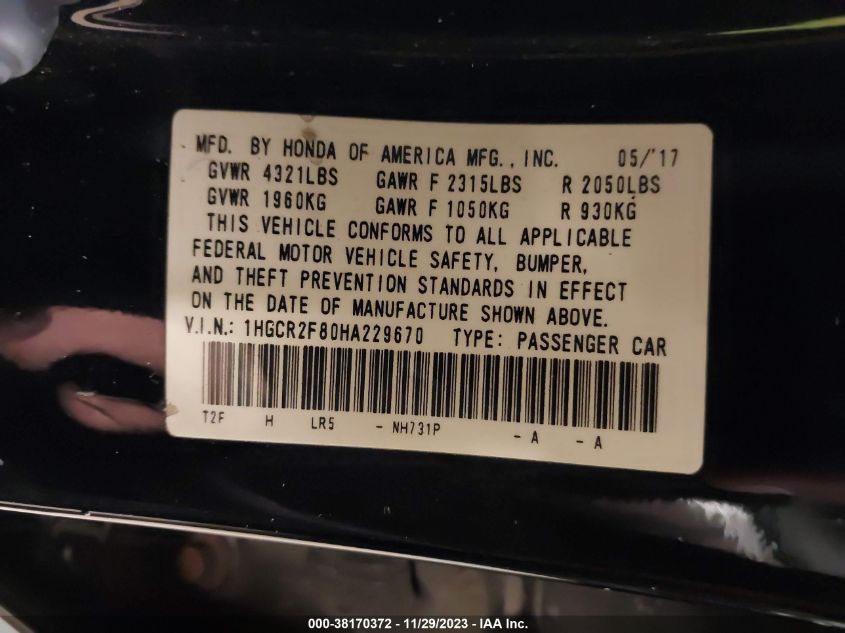 MFD. BY HONDA OF AMERICA MFG., INC. 05/'17
GVWR 4321LBS GAWR F 2315LBS R 2050LBS
GVWR 1960KG GAWR F 1050KG R 930KG
THIS VEHICLE CONFORMS TO ALL APPLICABLE
FEDERAL MOTOR VEHICLE SAFETY, BUMPER,
AND THEFT PREVENTION STANDARDS IN EFFECT
ON THE DATE OF MANUFACTURE SHOWN ABOVE.
V.I.N.: 1HGCR2F80HA229670 TYPE: PASSENGER CAR
T2F H LR5 - NH731P - A - A
000-38170372 - 11/29/2023 - IAA Inc.